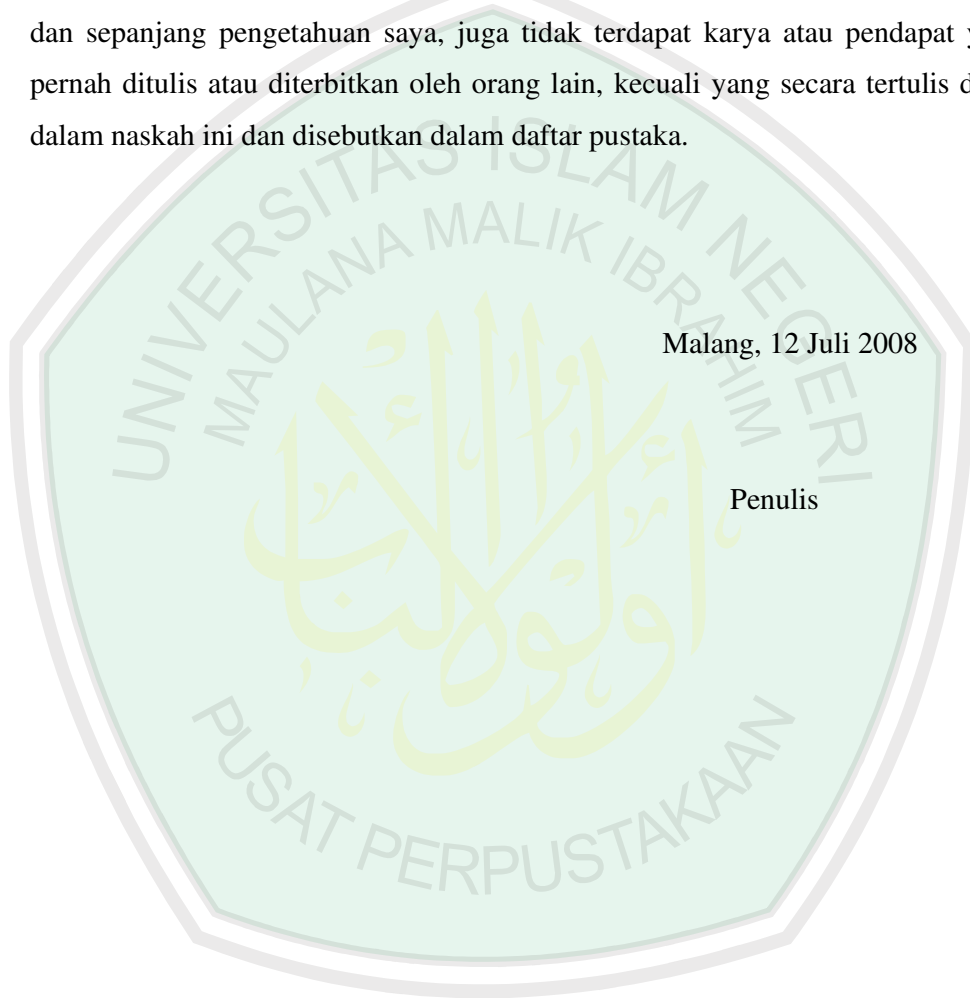 dan sepanjang pengetahuan saya, juga tidak terdapat karya atau pendapat
pernah ditulis atau diterbitkan oleh orang lain, kecuali yang secara tertulis
dalam naskah ini dan disebutkan dalam daftar pustaka.
UNIVERSITAS ISLAM NEGERI
MAULANA MALIK IBRAHIM
Malang, 12 Juli 2008
Penulis
PUSAT PERPUSTAKAAN